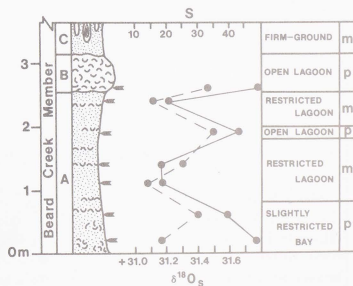 N
S
10 20 30 40
C
FIRM-GROUND m
3
B
OPEN LAGOON p
RESTRICTED
LAGOON m
2
OPEN LAGOON p
A
RESTRICTED
LAGOON m
1
SLIGHTLY
RESTRICTED
BAY p
0m
Beard Creek Member
+31.0 31.2 31.4 31.6
δ¹⁸Os